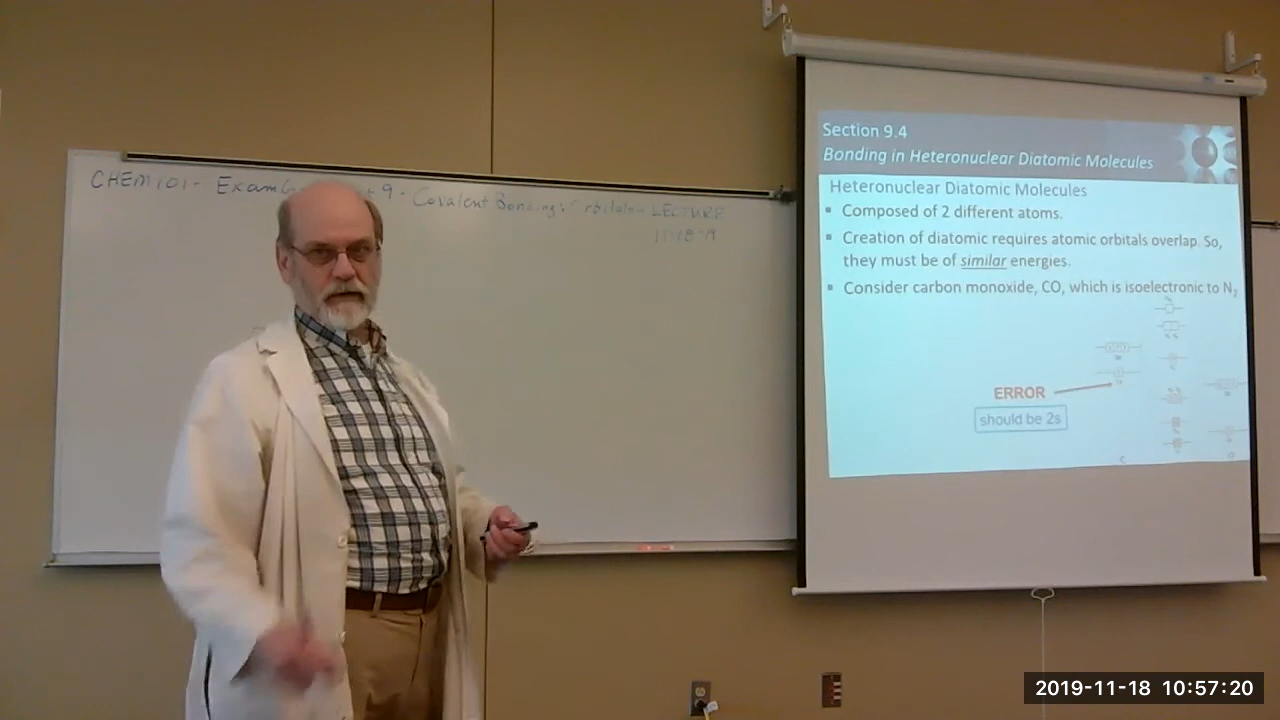 CHEM 101 - Exam 9 - Covalent Bonding: Orbitals - LECTURE
11-18-19
Section 9.4
Bonding in Heteronuclear Diatomic Molecules
Heteronuclear Diatomic Molecules
▪ Composed of 2 different atoms.
▪ Creation of diatomic requires atomic orbitals overlap. So,
they must be of similar energies.
▪ Consider carbon monoxide, CO, which is isoelectronic to N₂
ERROR
should be 2s
C
O
2019-11-18 10:57:20